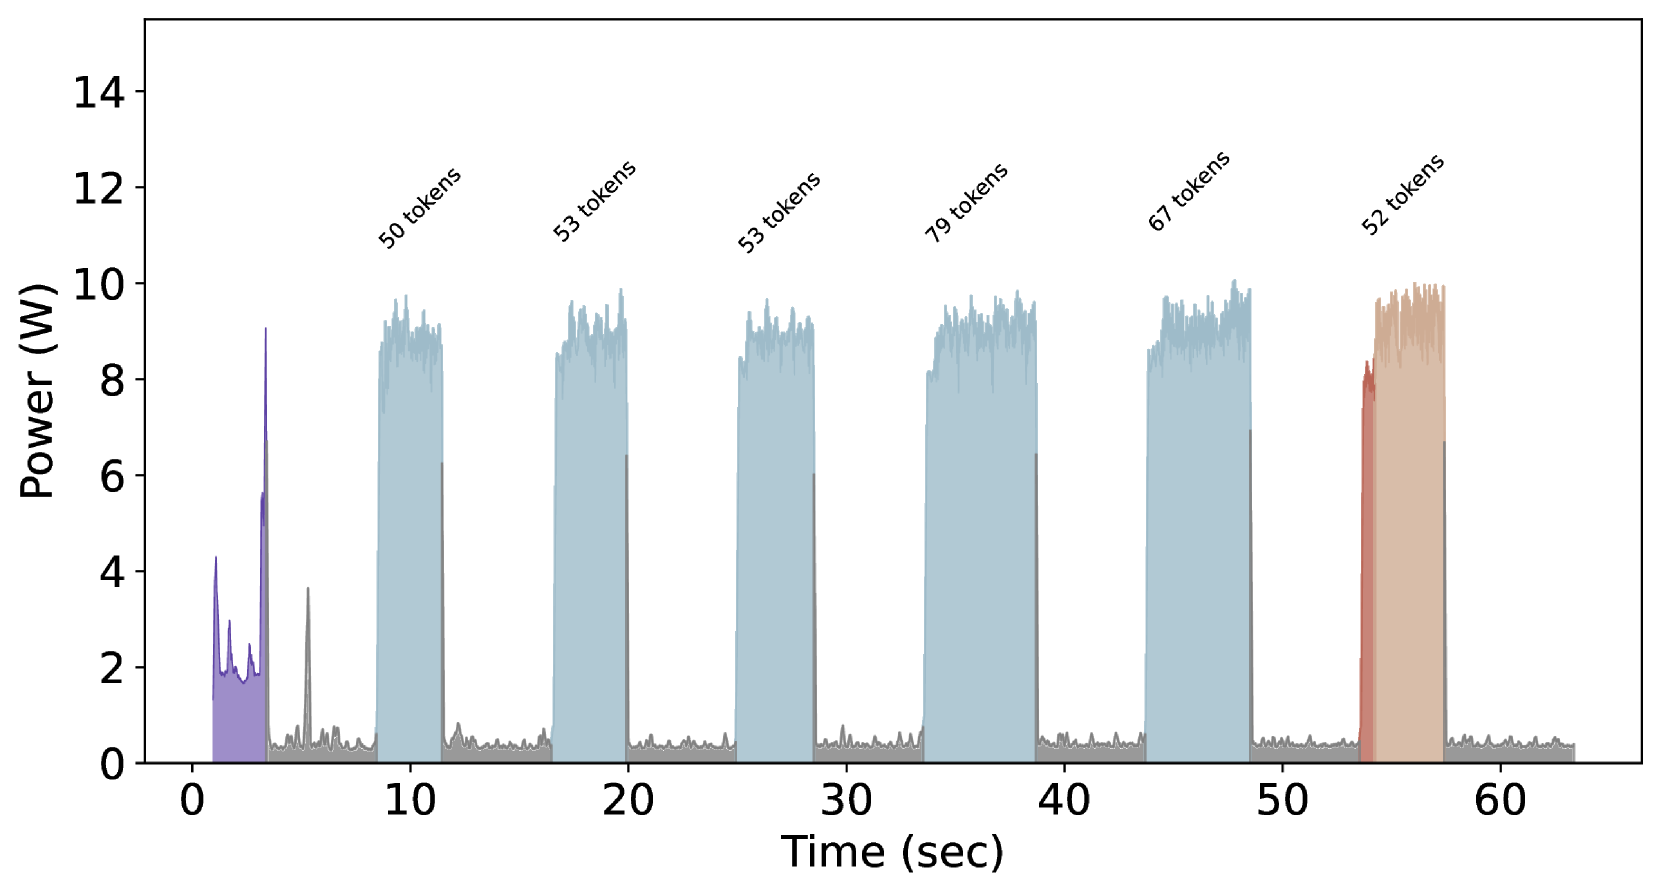 14
12
10
8
6
4
2
0
Power (W)
50 tokens
53 tokens
53 tokens
79 tokens
67 tokens
52 tokens
0 10 20 30 40 50 60
Time (sec)